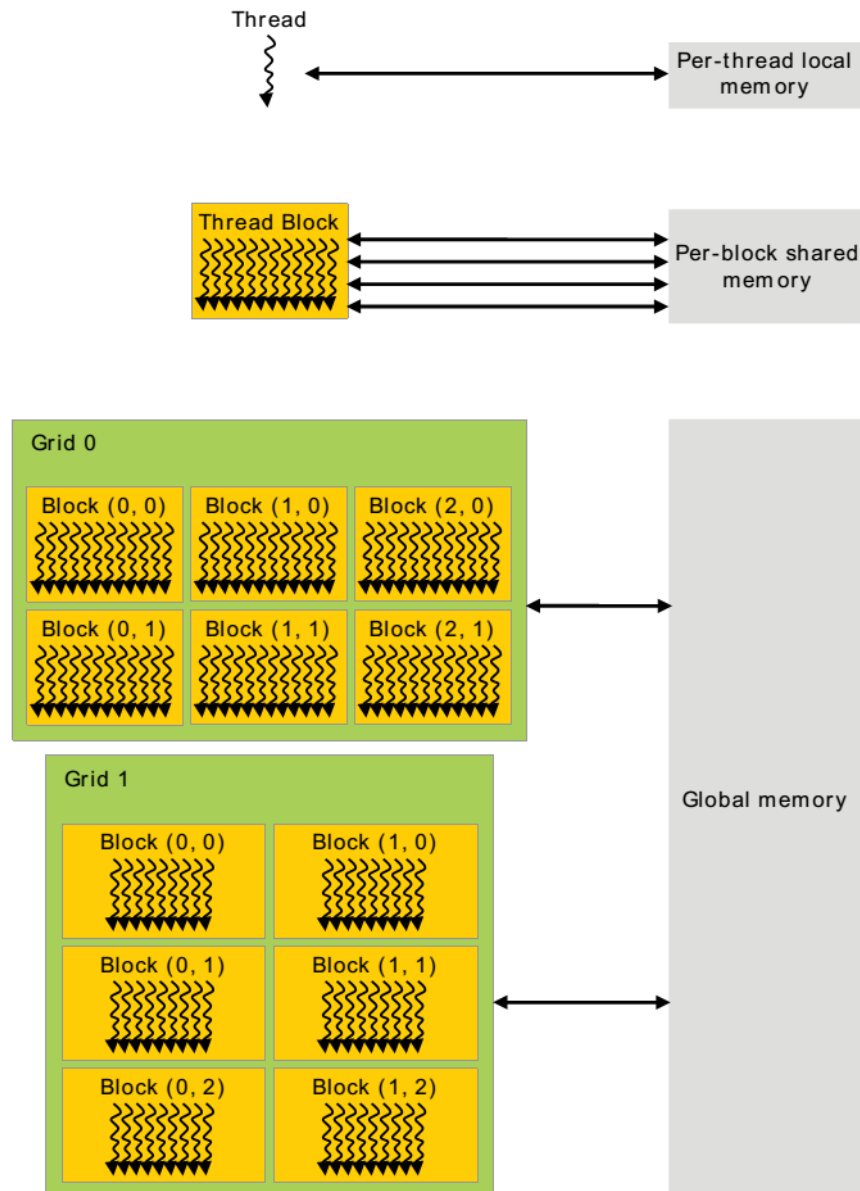 Thread
Per-thread local
memory
Thread Block
Per-block shared
memory
Grid 0
Block (0, 0)
Block (1, 0)
Block (2, 0)
Block (0, 1)
Block (1, 1)
Block (2, 1)
Grid 1
Block (0, 0)
Block (1, 0)
Block (0, 1)
Block (1, 1)
Block (0, 2)
Block (1, 2)
Global memory